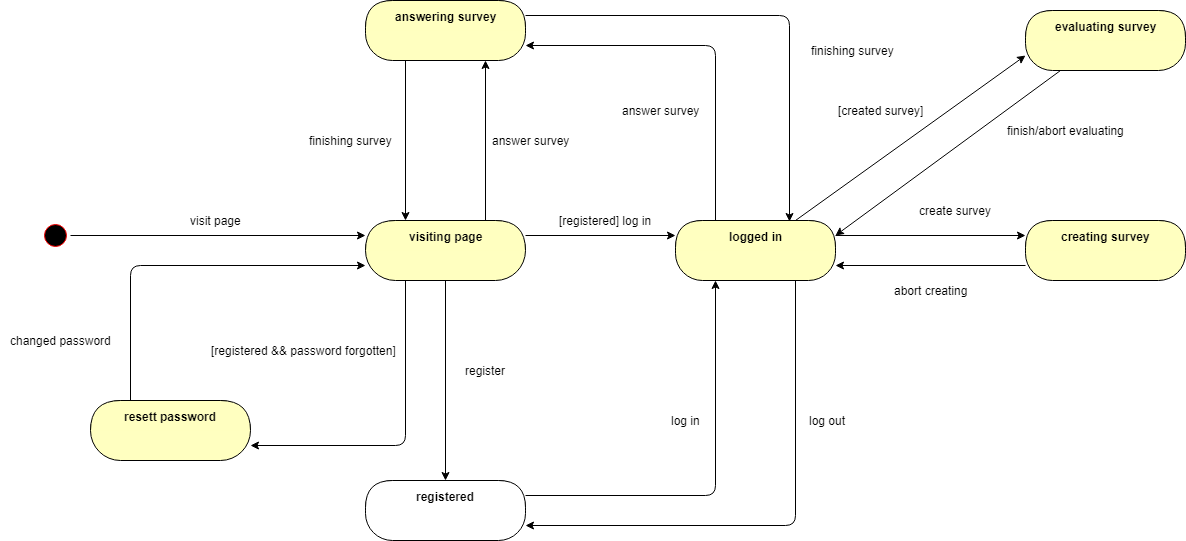 answering survey
evaluating survey
finishing survey
[created survey]
answer survey
finish/abort evaluating
finishing survey
answer survey
create survey
visit page
[registered] log in
visiting page
logged in
creating survey
abort creating
changed password
[registered && password forgotten]
register
resett password
log in
log out
registered